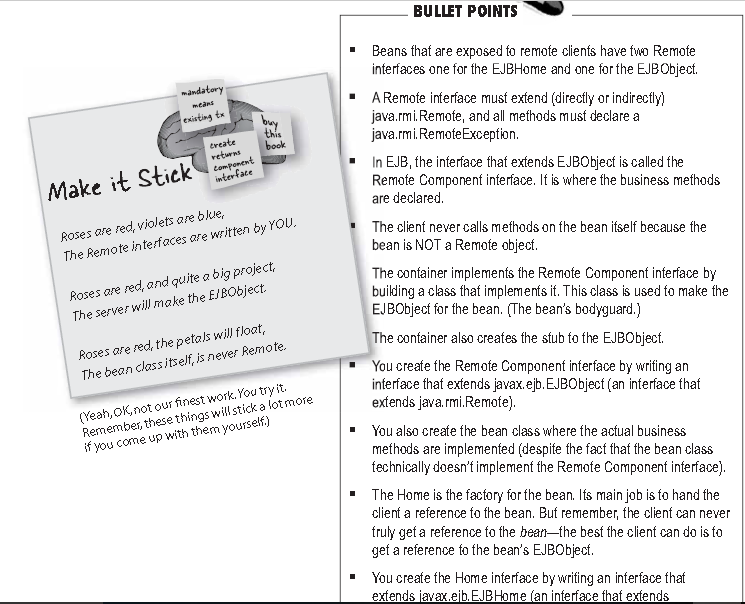 BULLET POINTS
mandatory
means
existing tx
buy
this
book
create
returns
component
interface
Make it Stick
Roses are red, violets are blue,
The Remote interfaces are written by YOU.
Roses are red, and quite a big project,
The server will make the EJBObject.
Roses are red, the petals will float,
The bean class itself, is never Remote.
(Yeah, OK, not our finest work. You try it.
Remember, these things will stick a lot more
if you come up with them yourself.)
▪ Beans that are exposed to remote clients have two Remote
interfaces one for the EJBHome and one for the EJBObject.
▪ A Remote interface must extend (directly or indirectly)
java.rmi.Remote, and all methods must declare a
java.rmi.RemoteException.
▪ In EJB, the interface that extends EJBObject is called the
Remote Component interface. It is where the business methods
are declared.
▪ The client never calls methods on the bean itself because the
bean is NOT a Remote object.
The container implements the Remote Component interface by
building a class that implements it. This class is used to make the
EJBObject for the bean. (The bean's bodyguard.)
The container also creates the stub to the EJBObject.
▪ You create the Remote Component interface by writing an
interface that extends javax.ejb.EJBObject (an interface that
extends java.rmi.Remote).
▪ You also create the bean class where the actual business
methods are implemented (despite the fact that the bean class
technically doesn't implement the Remote Component interface).
▪ The Home is the factory for the bean. Its main job is to hand the
client a reference to the bean. But remember, the client can never
truly get a reference to the bean—the best the client can do is to
get a reference to the bean's EJBObject.
▪ You create the Home interface by writing an interface that
extends javax.ejb.EJBHome (an interface that extends